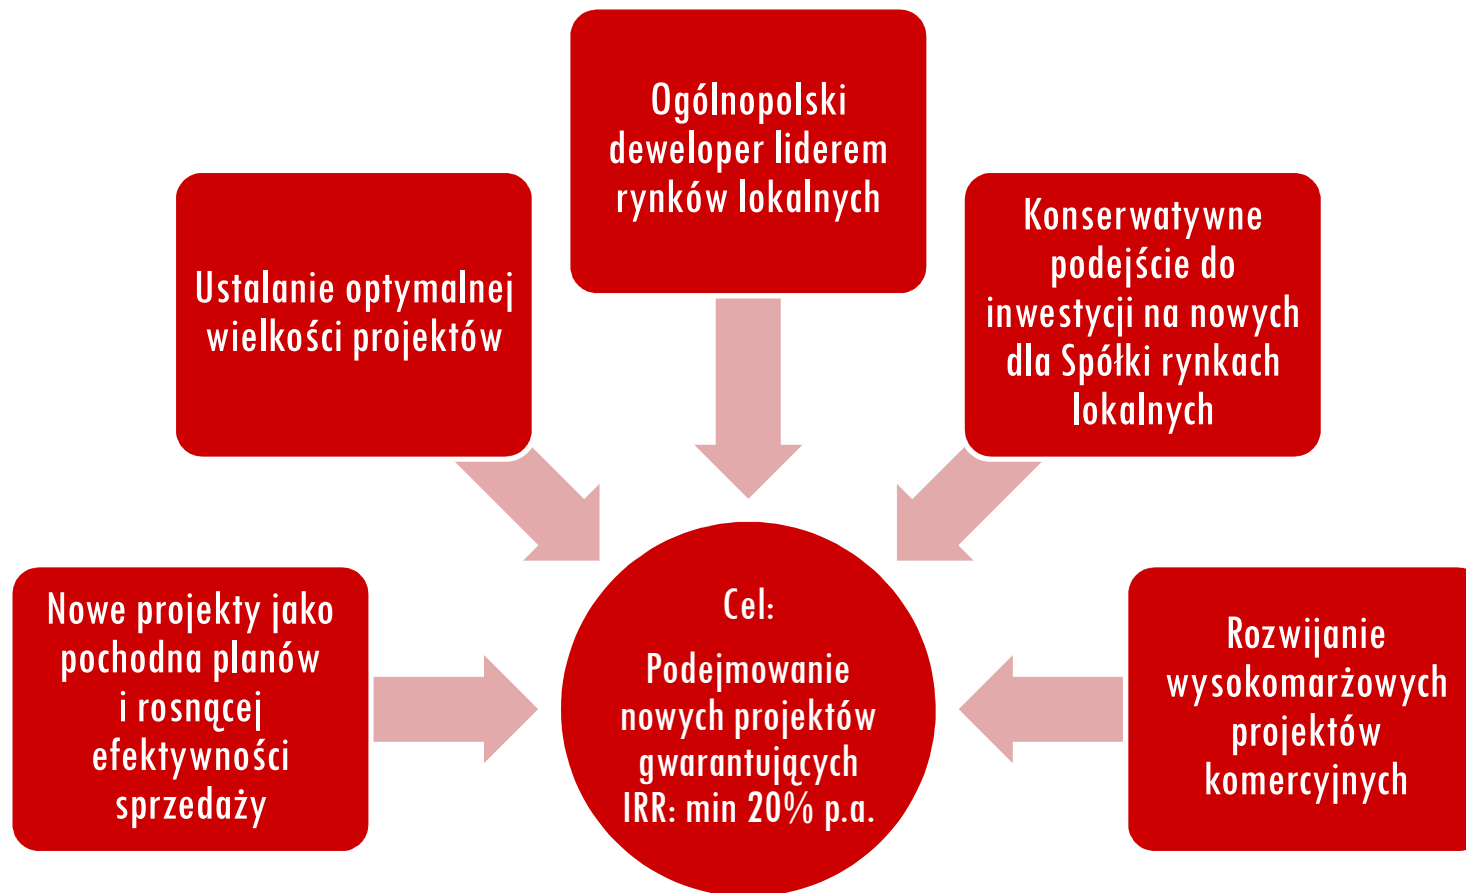 Ogólnopolski
deweloper liderem
rynków lokalnych
Ustalanie optymalnej
wielkości projektów
Konserwatywne
podejście do
inwestycji na nowych
dla Spółki rynkach
lokalnych
Nowe projekty jako
pochodna planów
i rosnącej
efektywności
sprzedaży
Cel:
Podejmowanie
nowych projektów
gwarantujących
IRR: min 20% p.a.
Rozwijanie
wysokomarżowych
projektów
komercyjnych